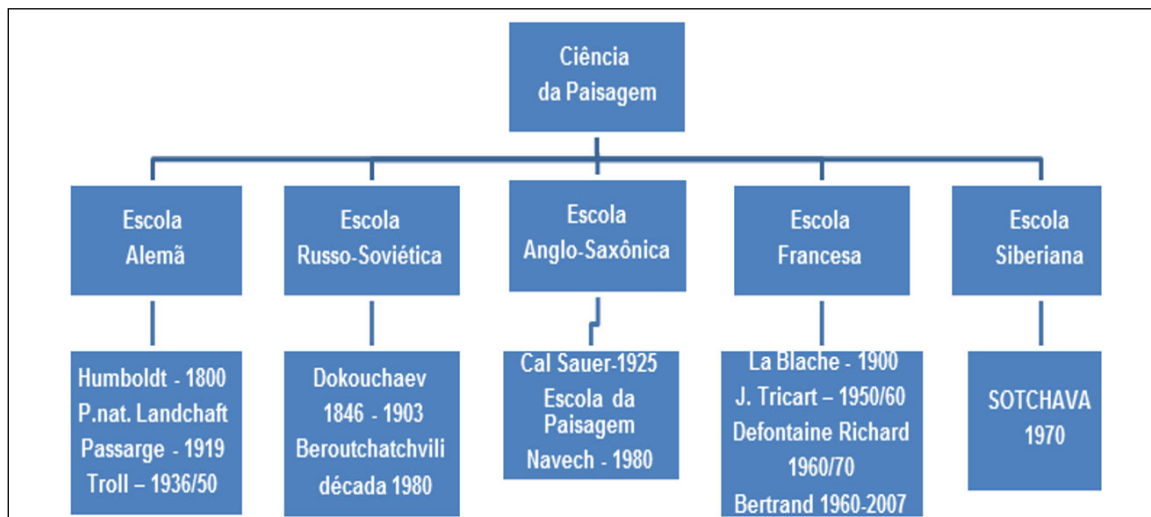 Ciência
da Paisagem
Escola
Alemã
Escola
Russo-Soviética
Escola
Anglo-Saxônica
Escola
Francesa
Escola
Siberiana
Humboldt - 1800
P.nat. Landchaft
Passarge - 1919
Troll – 1936/50
Dokouchaev
1846 - 1903
Beroutchatchvili
década 1980
Cal Sauer-1925
Escola da
Paisagem
Navech - 1980
La Blache - 1900
J. Tricart – 1950/60
Defontaine Richard
1960/70
Bertrand 1960-2007
SOTCHAVA
1970